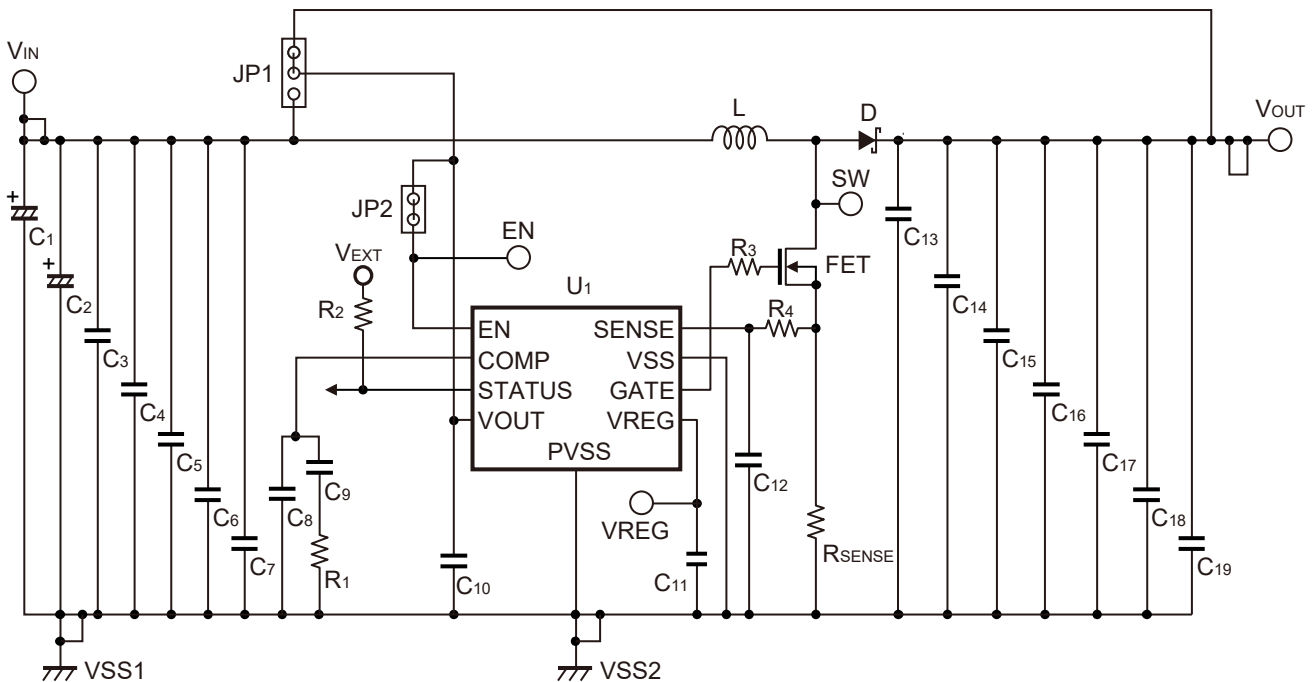 VIN
JP1
L
D
VOUT
SW
JP2
EN
+
C1
VEXT
R3
FET
+
C2
U1
R2
R4
C3
EN
SENSE
COMP
VSS
STATUS
GATE
VOUT
VREG
PVSS
C4
C5
C6
C7
C8
C9
R1
C10
VREG
C11
C12
RSENSE
C13
C14
C15
C16
C17
C18
C19
VSS1
VSS2